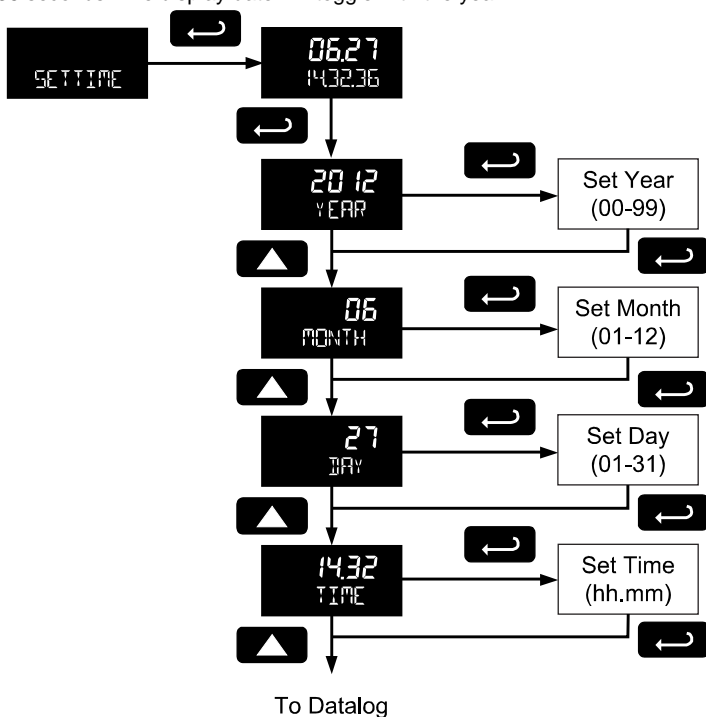 06.27
SETTIME
14.32.36
2012
YEAR
Set Year
(00-99)
06
MONTH
Set Month
(01-12)
27
DAY
Set Day
(01-31)
14.32
TIME
Set Time
(hh.mm)
To Datalog